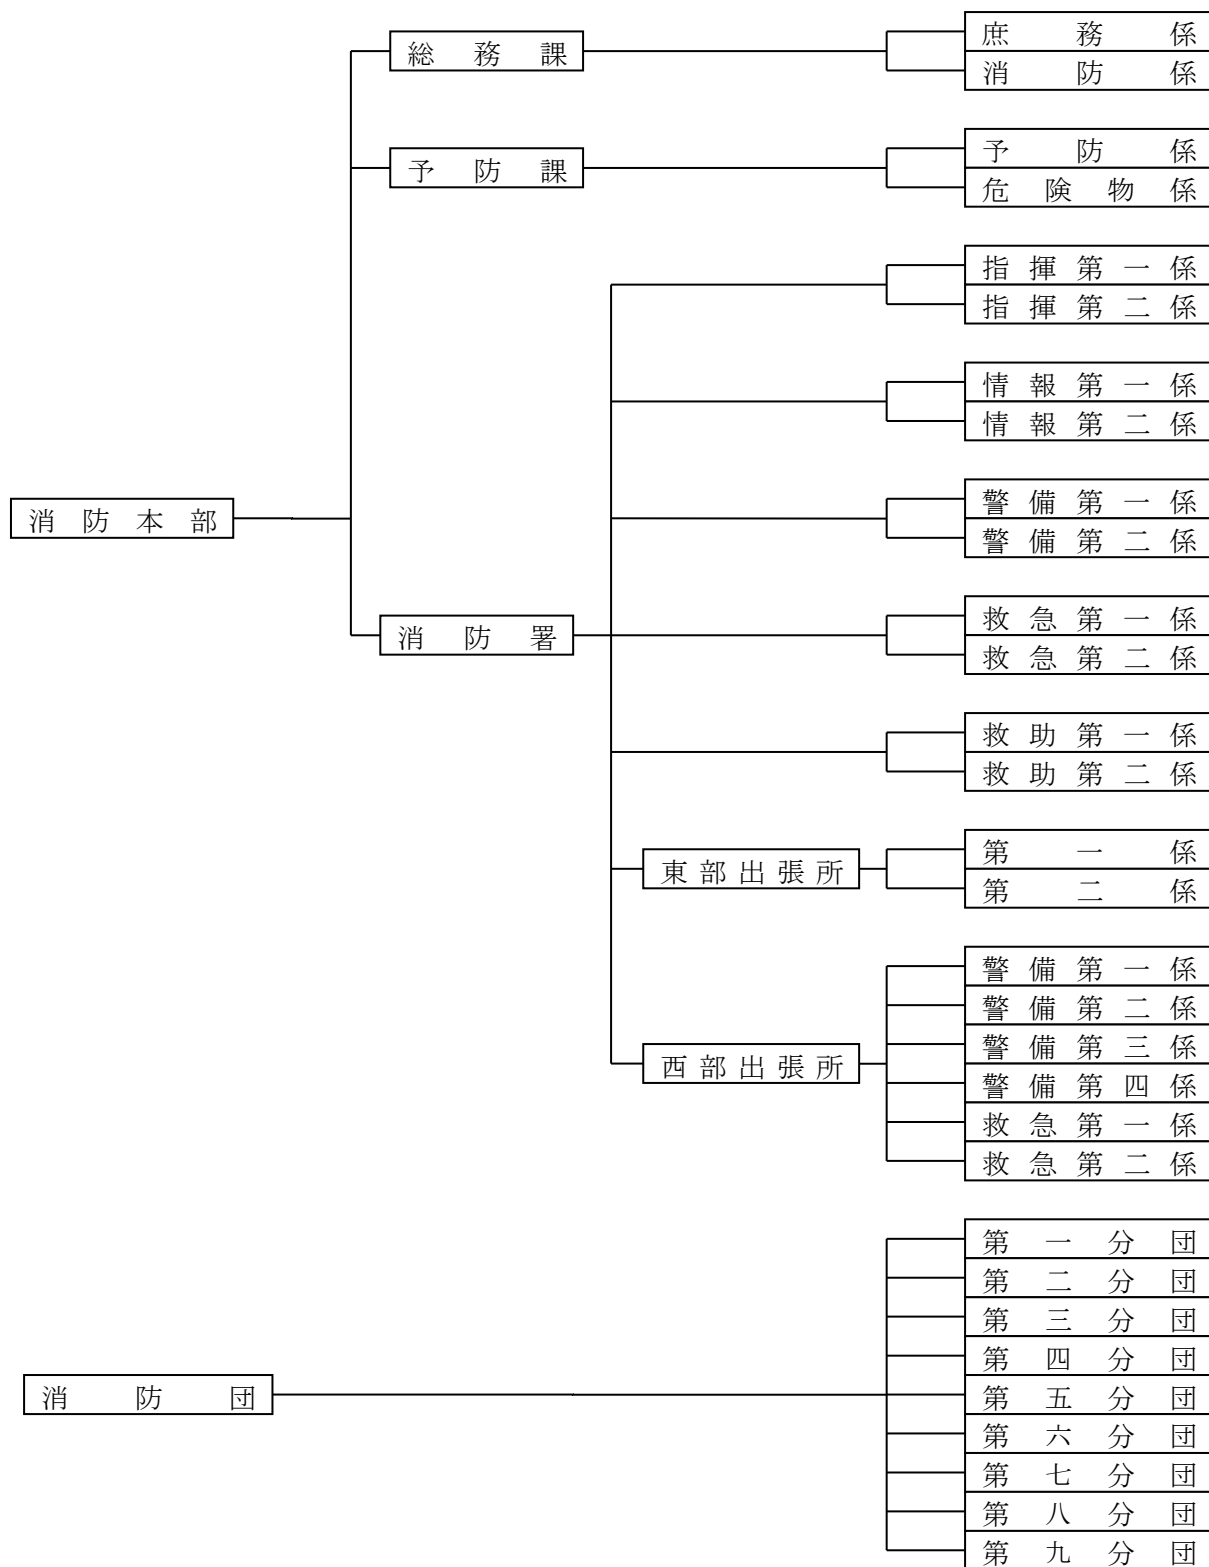 総務課
庶務係
消防係
予防課
予防係
危険物係
指揮第一係
指揮第二係
情報第一係
情報第二係
消防本部
警備第一係
警備第二係
消防署
救急第一係
救急第二係
救助第一係
救助第二係
東部出張所
第一係
第二係
西部出張所
警備第一係
警備第二係
警備第三係
警備第四係
救急第一係
救急第二係
消防団
第一分団
第二分団
第三分団
第四分団
第五分団
第六分団
第七分団
第八分団
第九分団